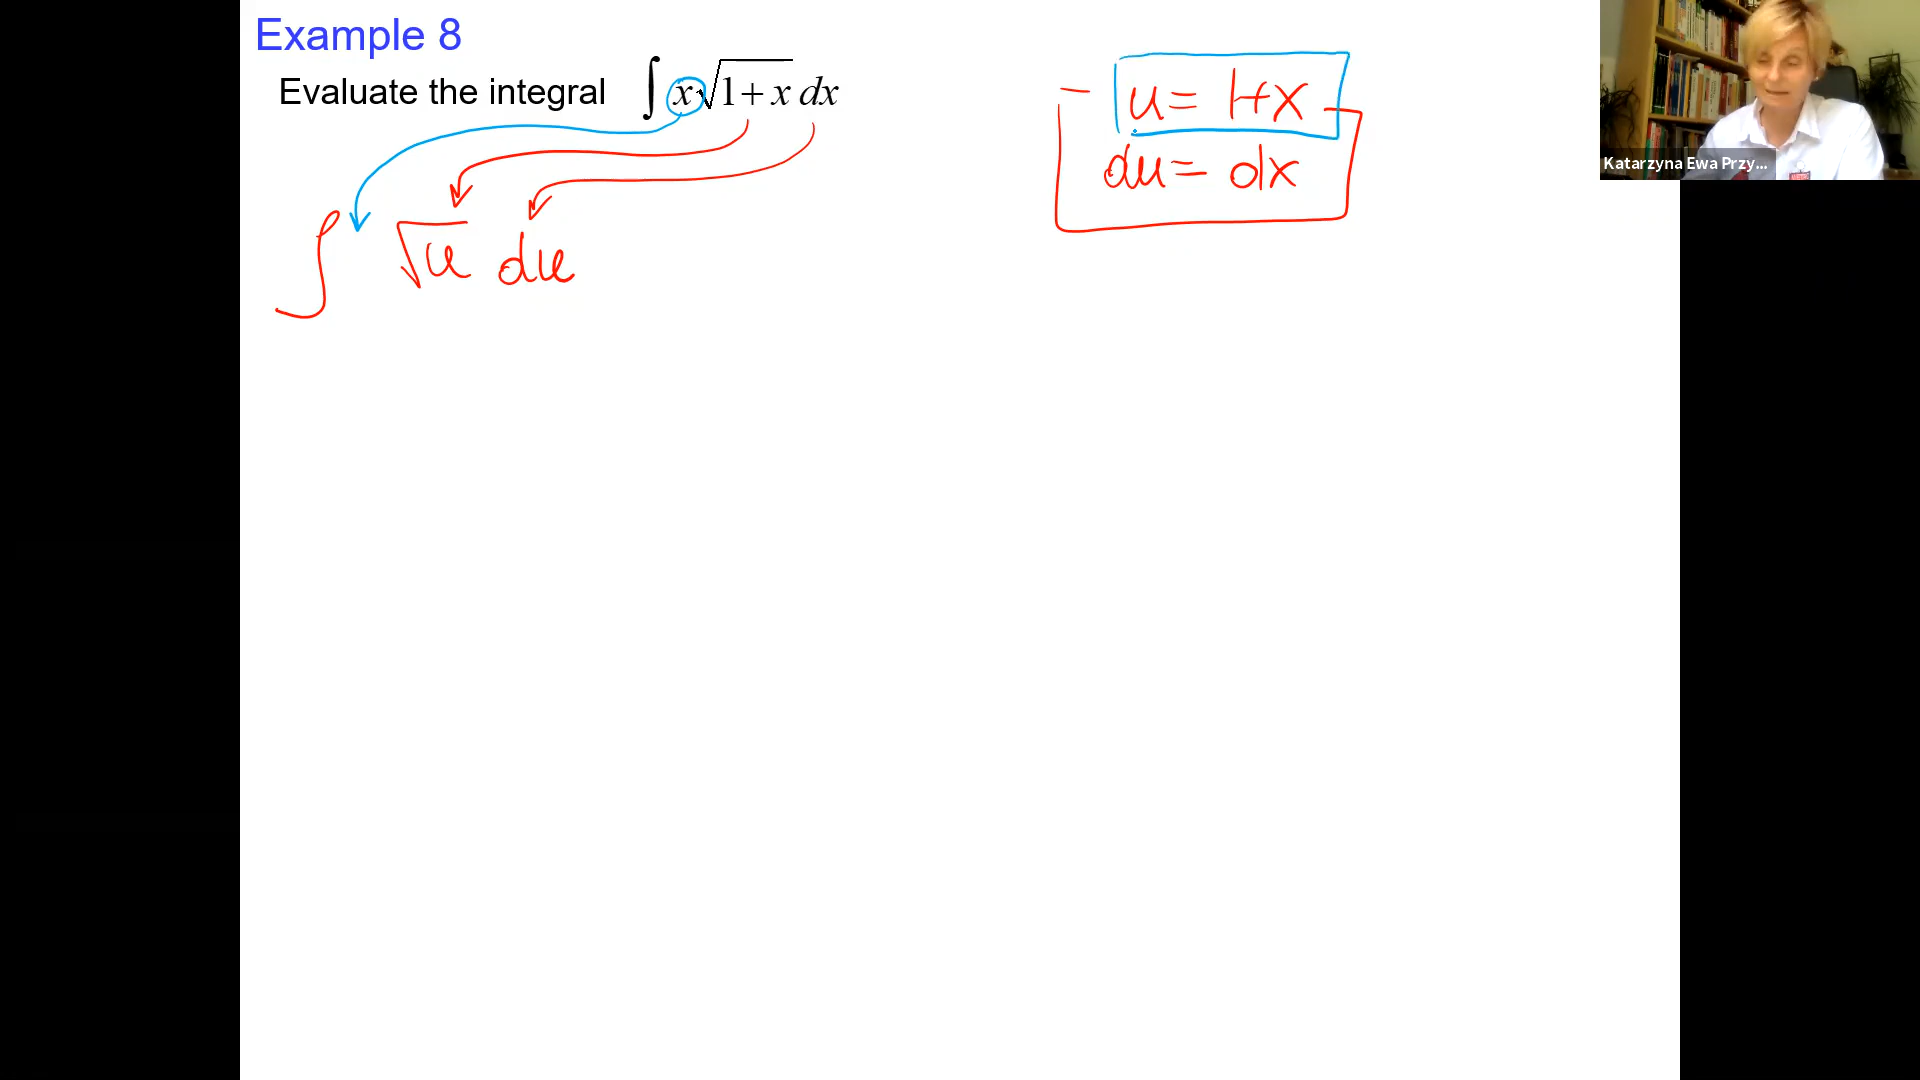 Example 8
Evaluate the integral ∫ x√(1+x) dx
u = 1+x
du = dx
∫ √u du
Katarzyna Ewa Przy...